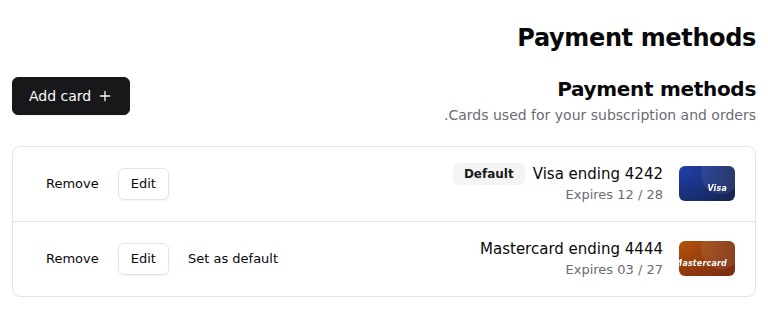 Payment methods
Payment methods
Add card +
.Cards used for your subscription and orders
Visa
Visa ending 4242
Default
Expires 12 / 28
Edit
Remove
Mastercard ending 4444
Expires 03 / 27
Set as default
Edit
Remove